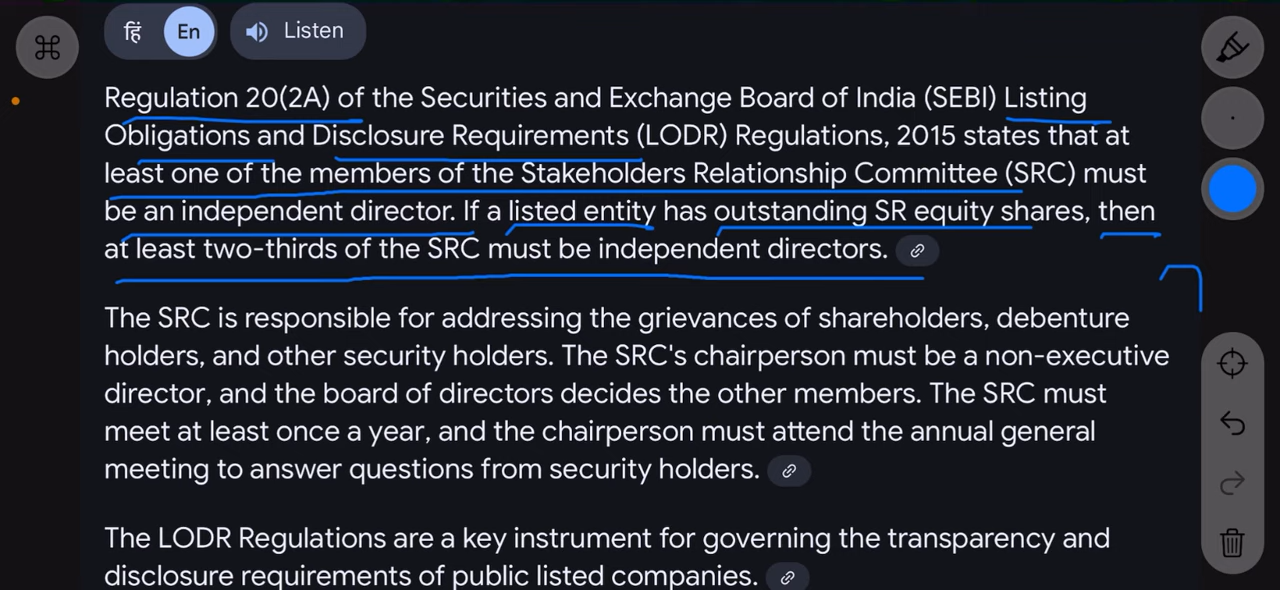 हिं En Listen
Regulation 20(2A) of the Securities and Exchange Board of India (SEBI) Listing
Obligations and Disclosure Requirements (LODR) Regulations, 2015 states that at
least one of the members of the Stakeholders Relationship Committee (SRC) must
be an independent director. If a listed entity has outstanding SR equity shares, then
at least two-thirds of the SRC must be independent directors.
The SRC is responsible for addressing the grievances of shareholders, debenture
holders, and other security holders. The SRC's chairperson must be a non-executive
director, and the board of directors decides the other members. The SRC must
meet at least once a year, and the chairperson must attend the annual general
meeting to answer questions from security holders.
The LODR Regulations are a key instrument for governing the transparency and
disclosure requirements of public listed companies.